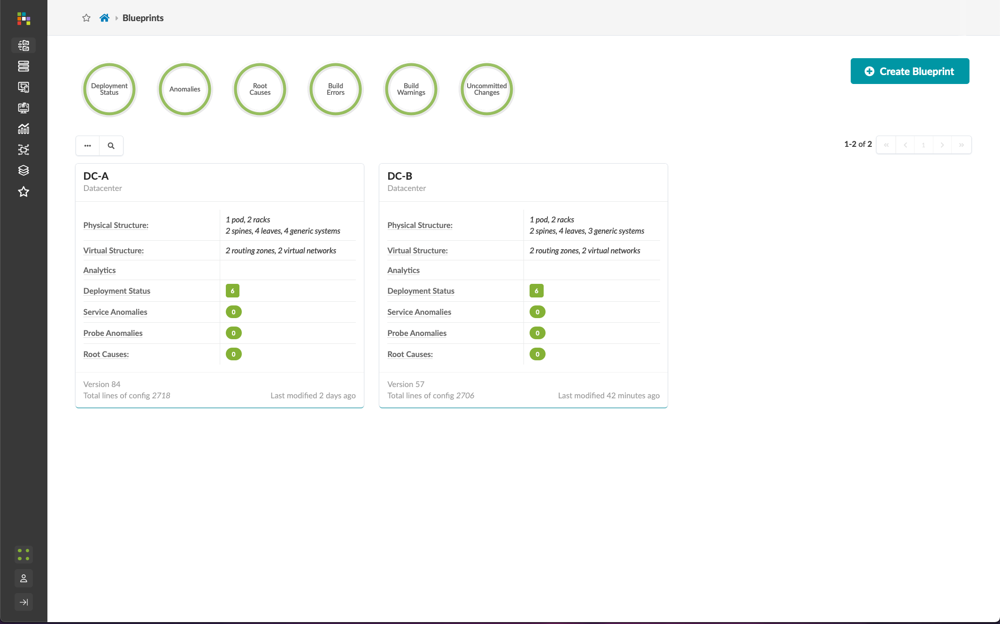 Blueprints
Deployment
Status
Anomalies
Root
Causes
Build
Errors
Build
Warnings
Uncommitted
Changes
Create Blueprint
1-2 of 2
1
DC-A
Datacenter
Physical Structure:
1 pod, 2 racks
2 spines, 4 leaves, 4 generic systems
Virtual Structure:
2 routing zones, 2 virtual networks
Analytics
Deployment Status
6
Service Anomalies
0
Probe Anomalies
0
Root Causes:
0
Version 84
Total lines of config 2718
Last modified 2 days ago
DC-B
Datacenter
Physical Structure:
1 pod, 2 racks
2 spines, 4 leaves, 3 generic systems
Virtual Structure:
2 routing zones, 2 virtual networks
Analytics
Deployment Status
6
Service Anomalies
0
Probe Anomalies
0
Root Causes:
0
Version 57
Total lines of config 2706
Last modified 42 minutes ago